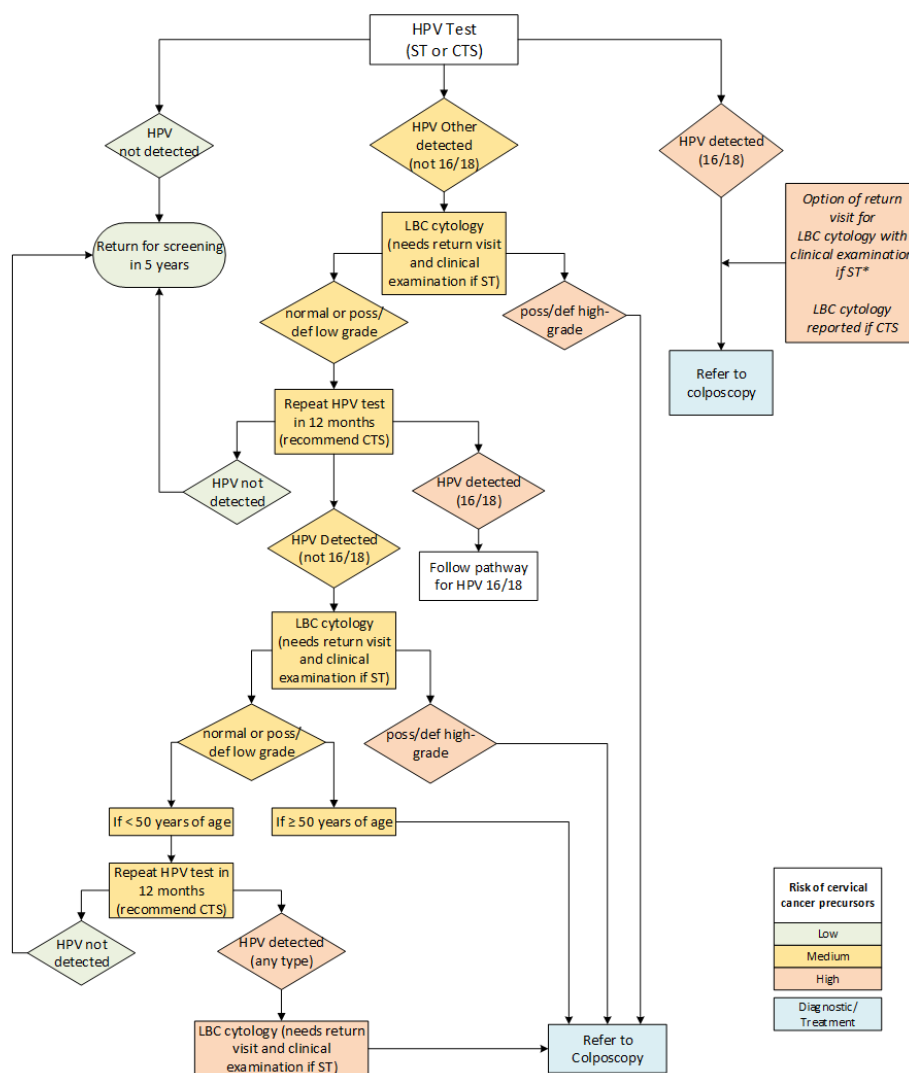 HPV Test
(ST or CTS)
HPV
not detected
HPV Other
detected
(not 16/18)
HPV detected
(16/18)
Return for screening
in 5 years
LBC cytology
(needs return visit
and clinical
examination if ST)
Option of return
visit for
LBC cytology with
clinical examination
if ST*
LBC cytology
reported if CTS
normal or poss/
def low grade
poss/def high-
grade
Refer to
colposcopy
Repeat HPV test
in 12 months
(recommend CTS)
HPV not
detected
HPV detected
(16/18)
HPV Detected
(not 16/18)
Follow pathway
for HPV 16/18
LBC cytology
(needs return visit
and clinical
examination if ST)
normal or poss/
def low grade
poss/def high-
grade
If < 50 years of age
If ≥ 50 years of age
Repeat HPV test in
12 months
(recommend CTS)
HPV not
detected
HPV detected
(any type)
LBC cytology (needs return
visit and clinical
examination if ST)
Refer to
Colposcopy
Risk of cervical
cancer precursors
Low
Medium
High
Diagnostic/
Treatment